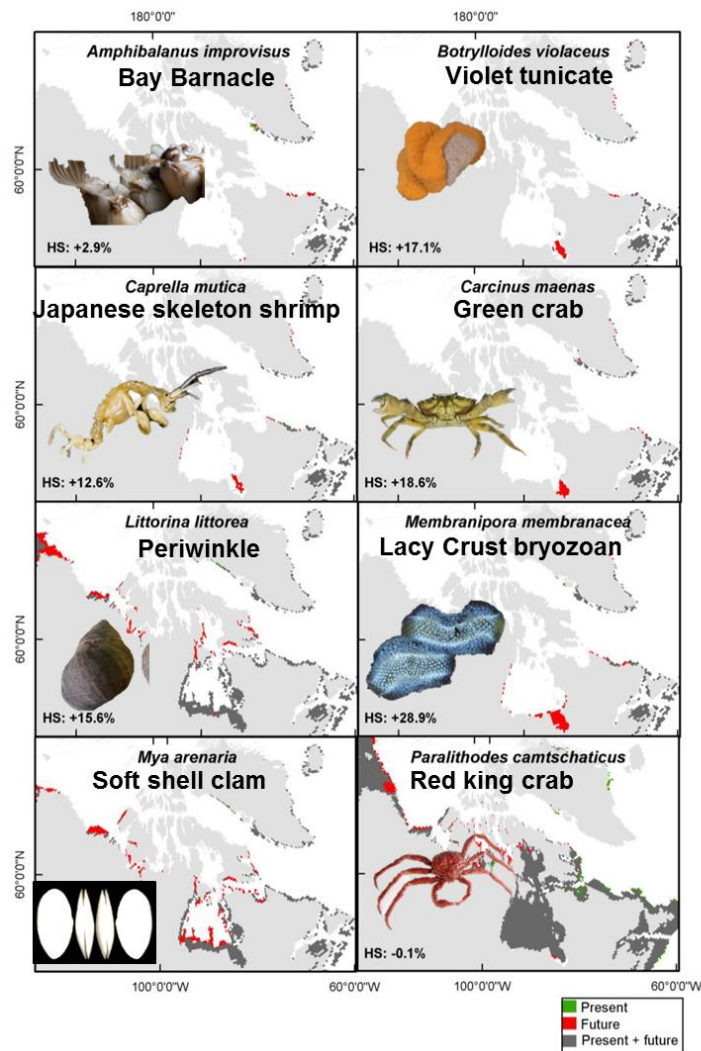 180°0'0"
180°0'0"
Amphibalanus improvisus
Bay Barnacle
60°0'0"N
HS: +2.9%
Botrylloides violaceus
Violet tunicate
HS: +17.1%
Caprella mutica
Japanese skeleton shrimp
60°0'0"N
HS: +12.6%
Carcinus maenas
Green crab
HS: +18.6%
Littorina littorea
Periwinkle
60°0'0"N
HS: +15.6%
Membranipora membranacea
Lacy Crust bryozoan
HS: +28.9%
Mya arenaria
Soft shell clam
60°0'0"N
Paralithodes camtschaticus
Red king crab
HS: -0.1%
100°0'0"W
60°0'0"W
100°0'0"W
60°0'0"W
Present
Future
Present + future